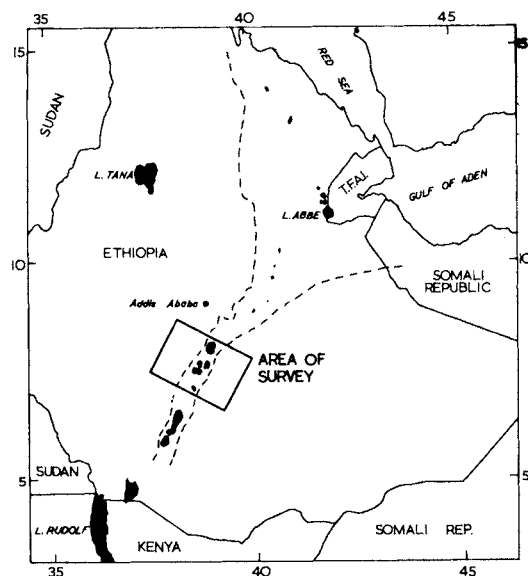 35 40 45
15 15
RED SEA
SUDAN
T.F.A.I.
L. TANA
GULF OF ADEN
L. ABBE
ETHIOPIA
10 10
SOMALI
REPUBLIC
Addis Ababa
AREA OF
SURVEY
SUDAN
5 5
L. RUDOLF
KENYA
SOMALI REP.
35 40 45